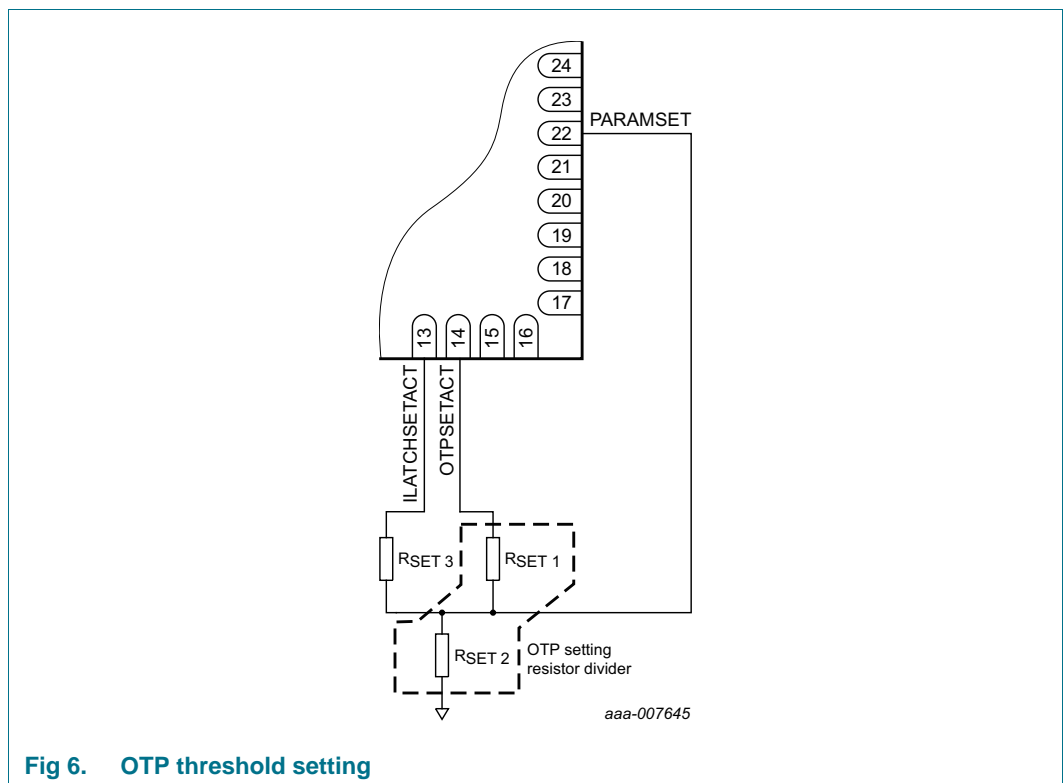 24
23
PARAMSET
22
21
20
19
18
17
13
14
15
16
ILATCHSETACT
OTPSETACT
RSET 3
RSET 1
RSET 2
OTP setting
resistor divider
aaa-007645
Fig 6. OTP threshold setting